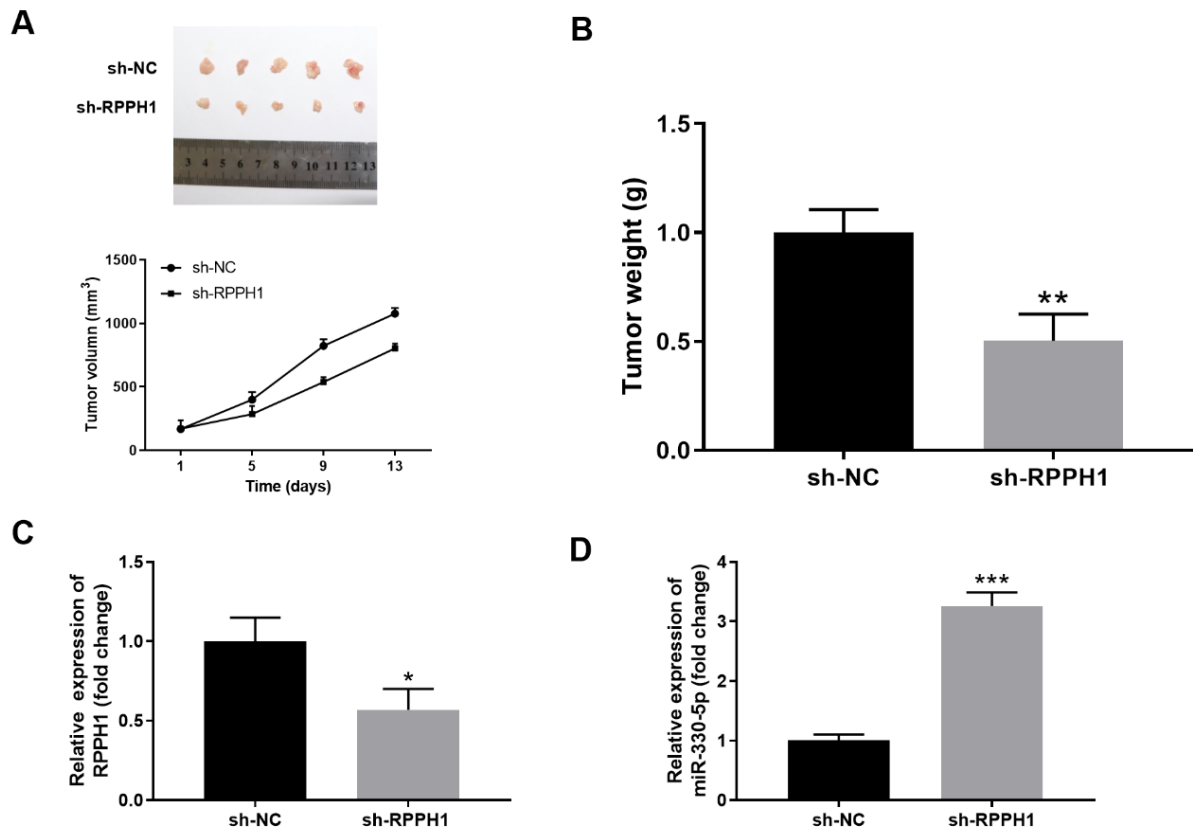 A
sh-NC
sh-RPPH1
3 4 5 6 7 8 9 10 11 12 13
1500
1000
500
0
Tumor volumn (mm³)
sh-NC
sh-RPPH1
1 5 9 13
Time (days)
B
1.5
1.0
0.5
0.0
Tumor weight (g)
**
sh-NC sh-RPPH1
C
1.5
1.0
0.5
0.0
Relative expression of
RPPH1 (fold change)
*
sh-NC sh-RPPH1
D
4
3
2
1
0
Relative expression of
miR-330-5p (fold change)
***
sh-NC sh-RPPH1